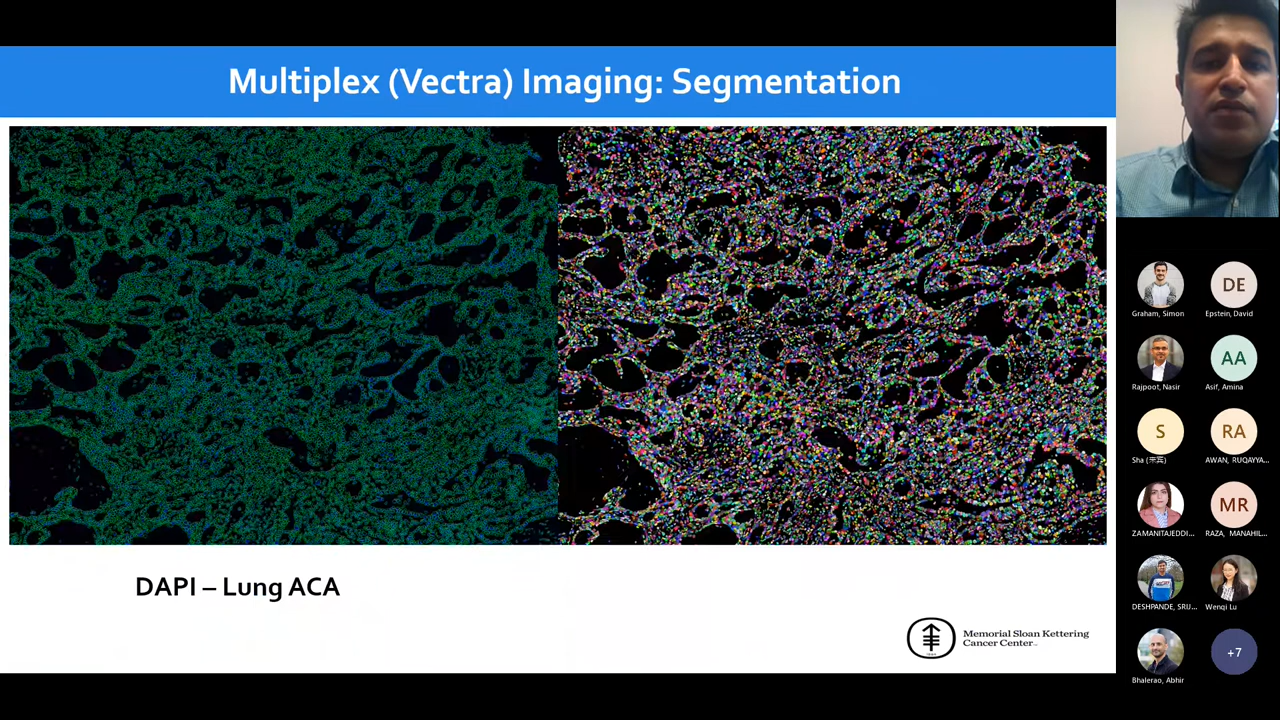 Multiplex (Vectra) Imaging: Segmentation
DAPI – Lung ACA
Memorial Sloan Kettering
Cancer Center
DE
Graham, Simon
Epstein, David
AA
Rajpoot, Nasir
Asif, Amina
S
RA
Sha
AWAN, RUQAYYA...
MR
ZAMANITAJEDDI...
RAZA, MANAHIL...
DESHPANDE, SRIJ...
Wenqi Lu
+7
Bhalerao, Abhir